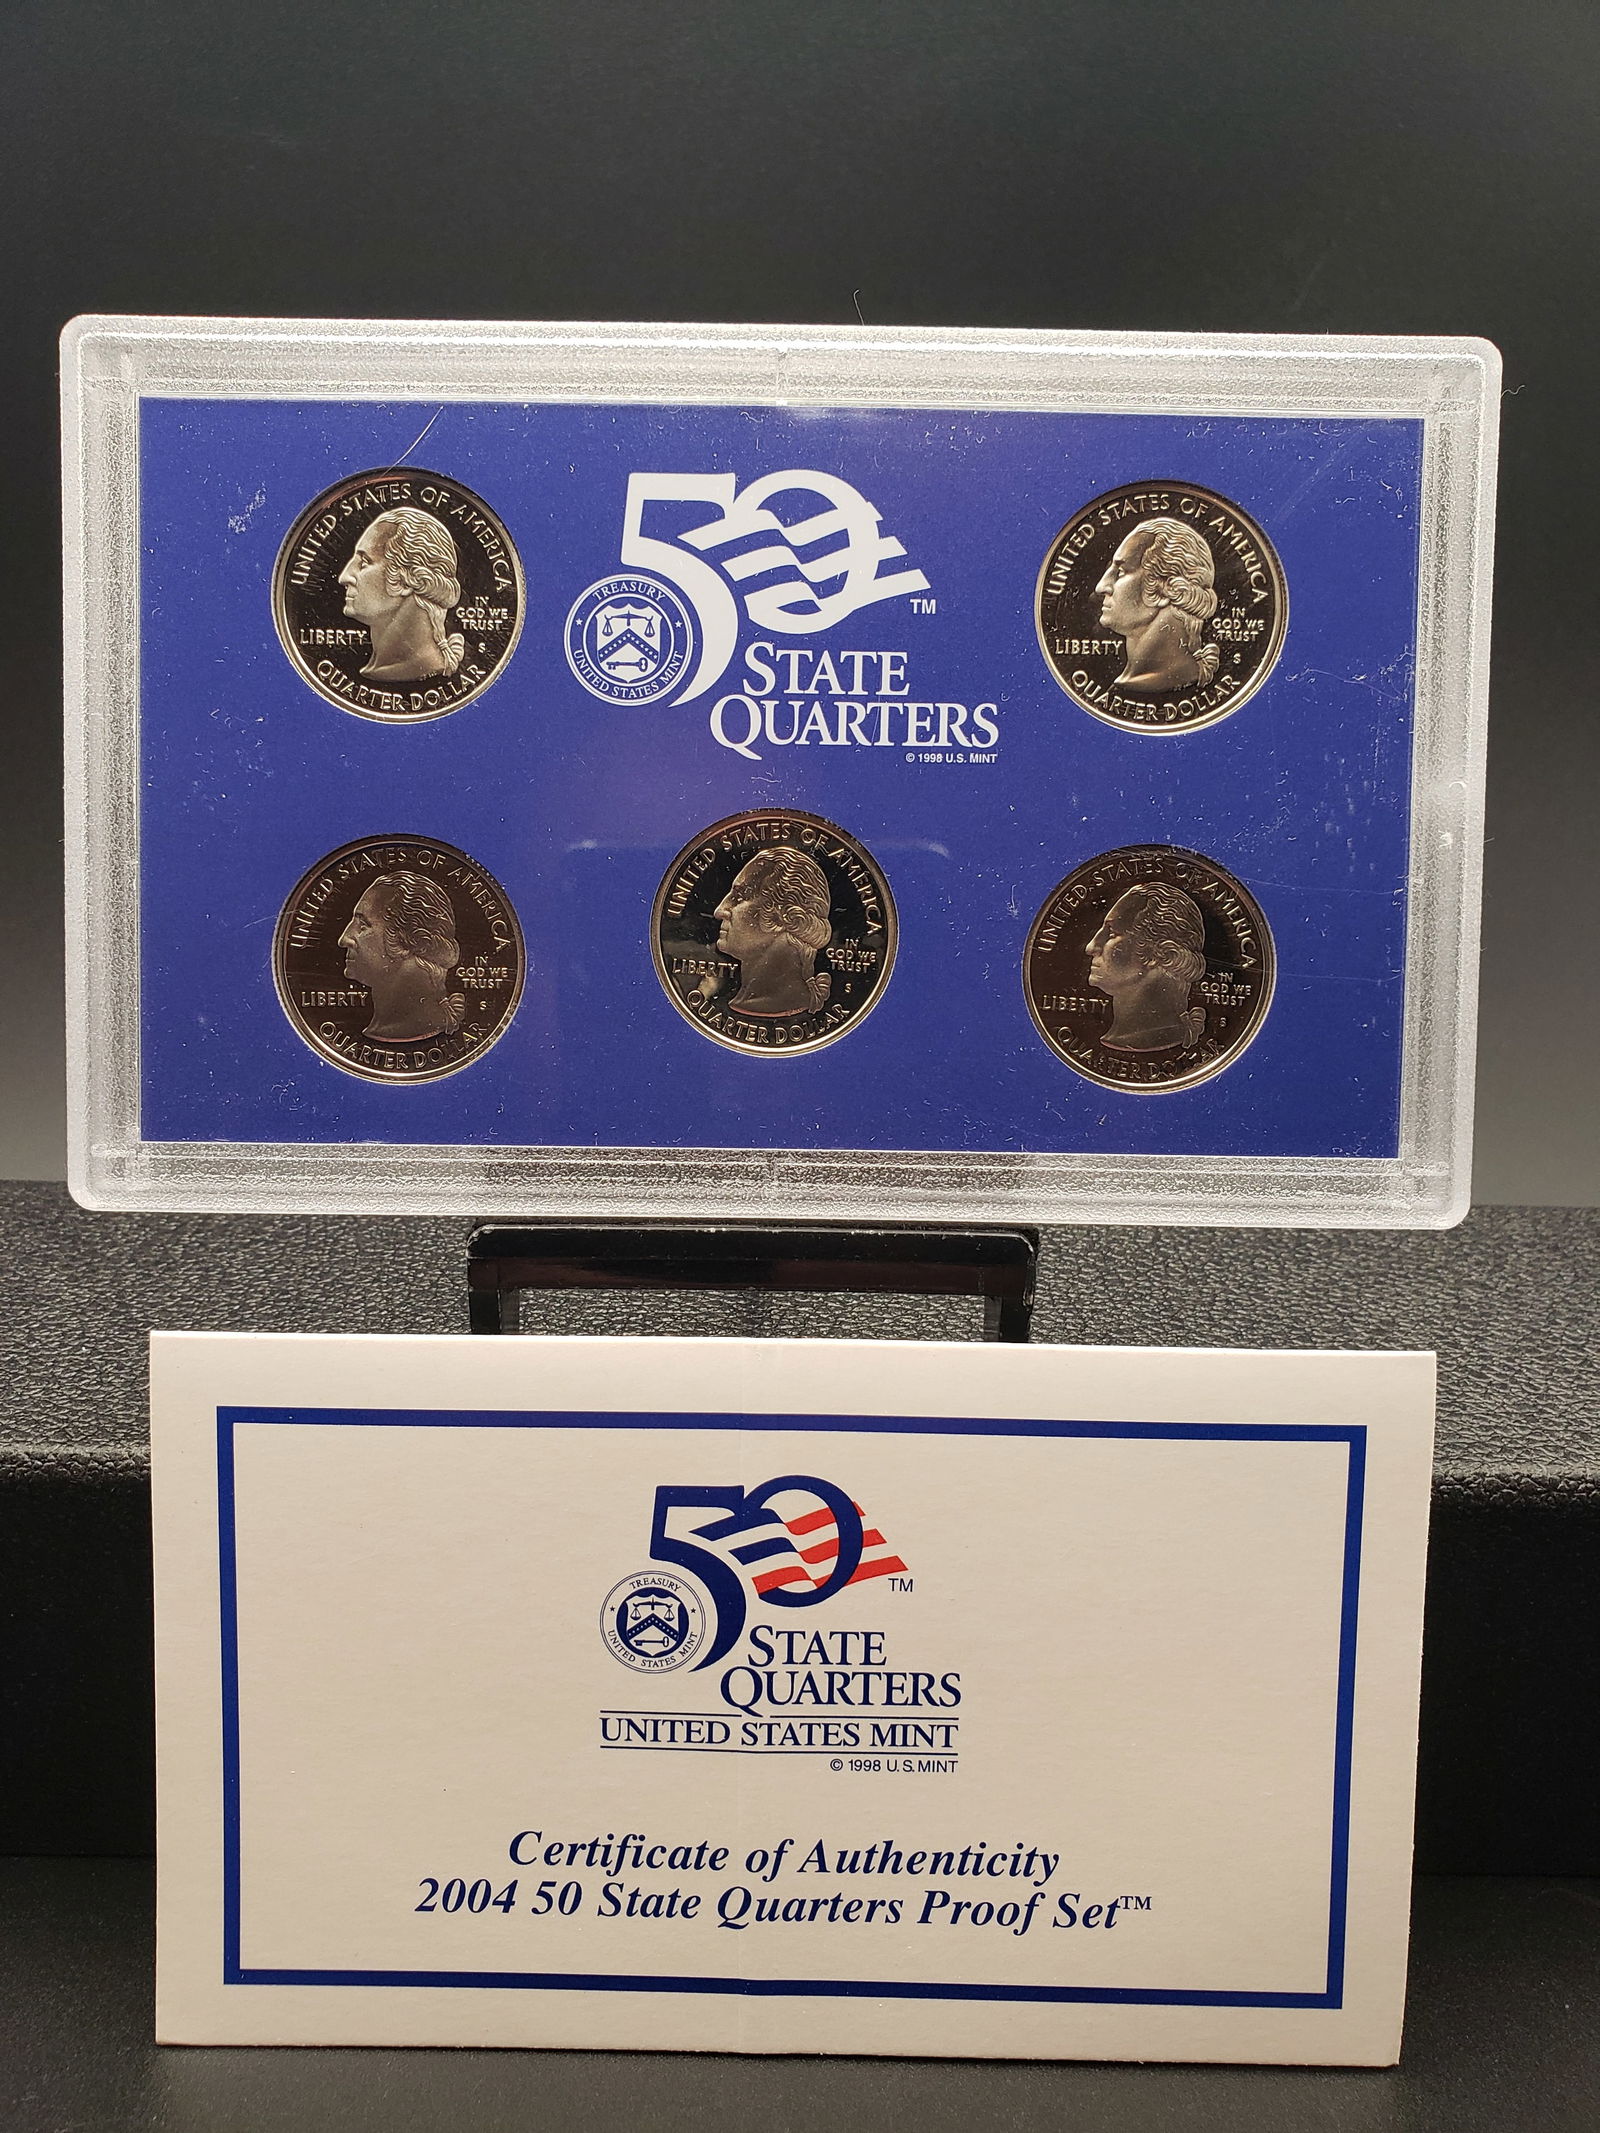 UNITED STATES OF AMERICA
IN
GOD WE
TRUST
LIBERTY
S
QUARTER DOLLAR
50
TM
TREASURY
UNITED STATES MINT
STATE
QUARTERS
© 1998 U.S. MINT
UNITED STATES OF AMERICA
IN
GOD WE
TRUST
LIBERTY
S
QUARTER DOLLAR
UNITED STATES OF AMERICA
IN
GOD WE
TRUST
LIBERTY
S
QUARTER DOLLAR
UNITED STATES OF AMERICA
IN
GOD WE
TRUST
LIBERTY
S
QUARTER DOLLAR
UNITED STATES OF AMERICA
IN
GOD WE
TRUST
LIBERTY
S
QUARTER DOLLAR
50
TM
TREASURY
UNITED STATES MINT
STATE
QUARTERS
UNITED STATES MINT
© 1998 U.S. MINT
Certificate of Authenticity
2004 50 State Quarters Proof Set™